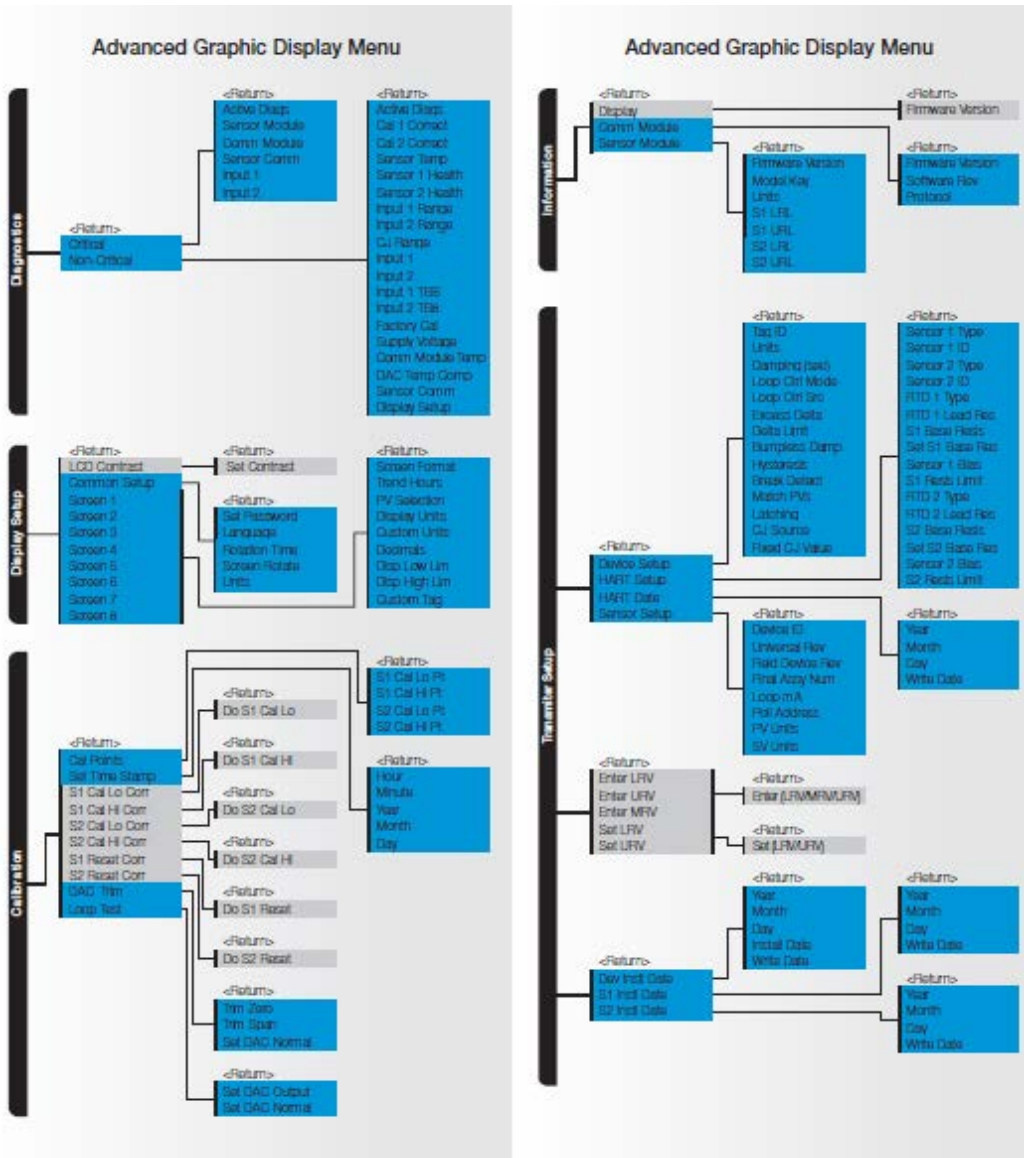 Advanced Graphic Display Menu
Diagnostics
<Return>
Critical
Non-Critical
<Return>
Active Diags
Sensor Module
Comm Module
Sensor Comm
Input 1
Input 2
<Return>
Active Diags
Cal 1 Correct
Cal 2 Correct
Sensor Temp
Sensor 1 Health
Sensor 2 Health
Input 1 Range
Input 2 Range
CJ Range
Input 1
Input 2
Input 1 TBB
Input 2 TBB
Factory Cal
Supply Voltage
Comm Module Temp
DAC Temp Comp
Sensor Comm
Display Setup
Display Setup
<Return>
LCD Contrast
Common Setup
Screen 1
Screen 2
Screen 3
Screen 4
Screen 5
Screen 6
Screen 7
Screen 8
<Return>
Set Contrast
<Return>
Set Password
Language
Rotation Time
Screen Rotate
Units
<Return>
Screen Format
Trend Hours
PV Selection
Display Units
Custom Units
Decimals
Disp Low Lim
Disp High Lim
Custom Tag
Calibration
<Return>
Cal Points
Set Time Stamp
S1 Cal Lo Corr
S1 Cal Hi Corr
S2 Cal Lo Corr
S2 Cal Hi Corr
S1 Reset Corr
S2 Reset Corr
DAC Trim
Loop Test
<Return>
Do S1 Cal Lo
<Return>
Do S1 Cal Hi
<Return>
Do S2 Cal Lo
<Return>
Do S2 Cal Hi
<Return>
Do S1 Reset
<Return>
Do S2 Reset
<Return>
Trim Zero
Trim Span
Set DAC Normal
<Return>
Set DAC Output
Set DAC Normal
<Return>
S1 Cal Lo Pt
S1 Cal Hi Pt
S2 Cal Lo Pt
S2 Cal Hi Pt
<Return>
Hour
Minute
Year
Month
Day
Advanced Graphic Display Menu
Information
<Return>
Display
Comm Module
Sensor Module
<Return>
Firmware Version
<Return>
Firmware Version
Model Key
Units
S1 LRL
S1 URL
S2 LRL
S2 URL
<Return>
Firmware Version
Software Rev
Protocol
Transmitter Setup
<Return>
Device Setup
HART Setup
HART Date
Sensor Setup
<Return>
Tag ID
Units
Damping (sec)
Loop Ctrl Mode
Loop Ctrl Src
Excess Delta
Delta Limit
Bumpless Damp
Hysteresis
Break Detect
Match PVs
Latching
CJ Source
Fixed CJ Value
<Return>
Sensor 1 Type
Sensor 1 ID
Sensor 2 Type
Sensor 2 ID
RTD 1 Type
RTD 1 Lead Res
S1 Base Resis
Set S1 Base Res
Sensor 1 Bias
S1 Resis Limit
RTD 2 Type
RTD 2 Lead Res
S2 Base Resis
Set S2 Base Res
Sensor 2 Bias
S2 Resis Limit
<Return>
Device ID
Universal Rev
Field Device Rev
Final Assy Num
Loop mA
Poll Address
PV Units
SV Units
<Return>
Year
Month
Day
Write Date
<Return>
Enter LRV
Enter URV
Enter MRV
Set LRV
Set URV
<Return>
Enter (LRV/MRV/URV)
<Return>
Set (LRV/URV)
<Return>
Dev Instl Date
S1 Instl Date
S2 Instl Date
<Return>
Year
Month
Day
Install Date
Write Date
<Return>
Year
Month
Day
Write Date
<Return>
Year
Month
Day
Write Date